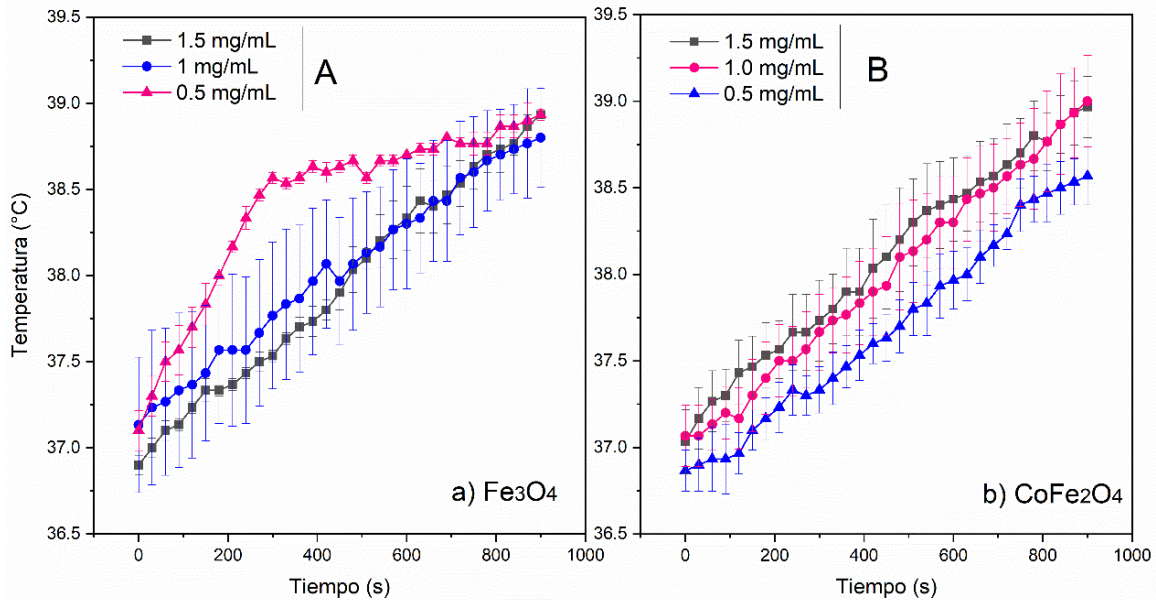 39.5
39.0
38.5
38.0
37.5
37.0
36.5
Temperatura (°C)
1.5 mg/mL
1 mg/mL
0.5 mg/mL
A
a) Fe3O4
0
200
400
600
800
1000
Tiempo (s)
39.5
39.0
38.5
38.0
37.5
37.0
36.5
1.5 mg/mL
1.0 mg/mL
0.5 mg/mL
B
b) CoFe2O4
0
200
400
600
800
1000
Tiempo (s)